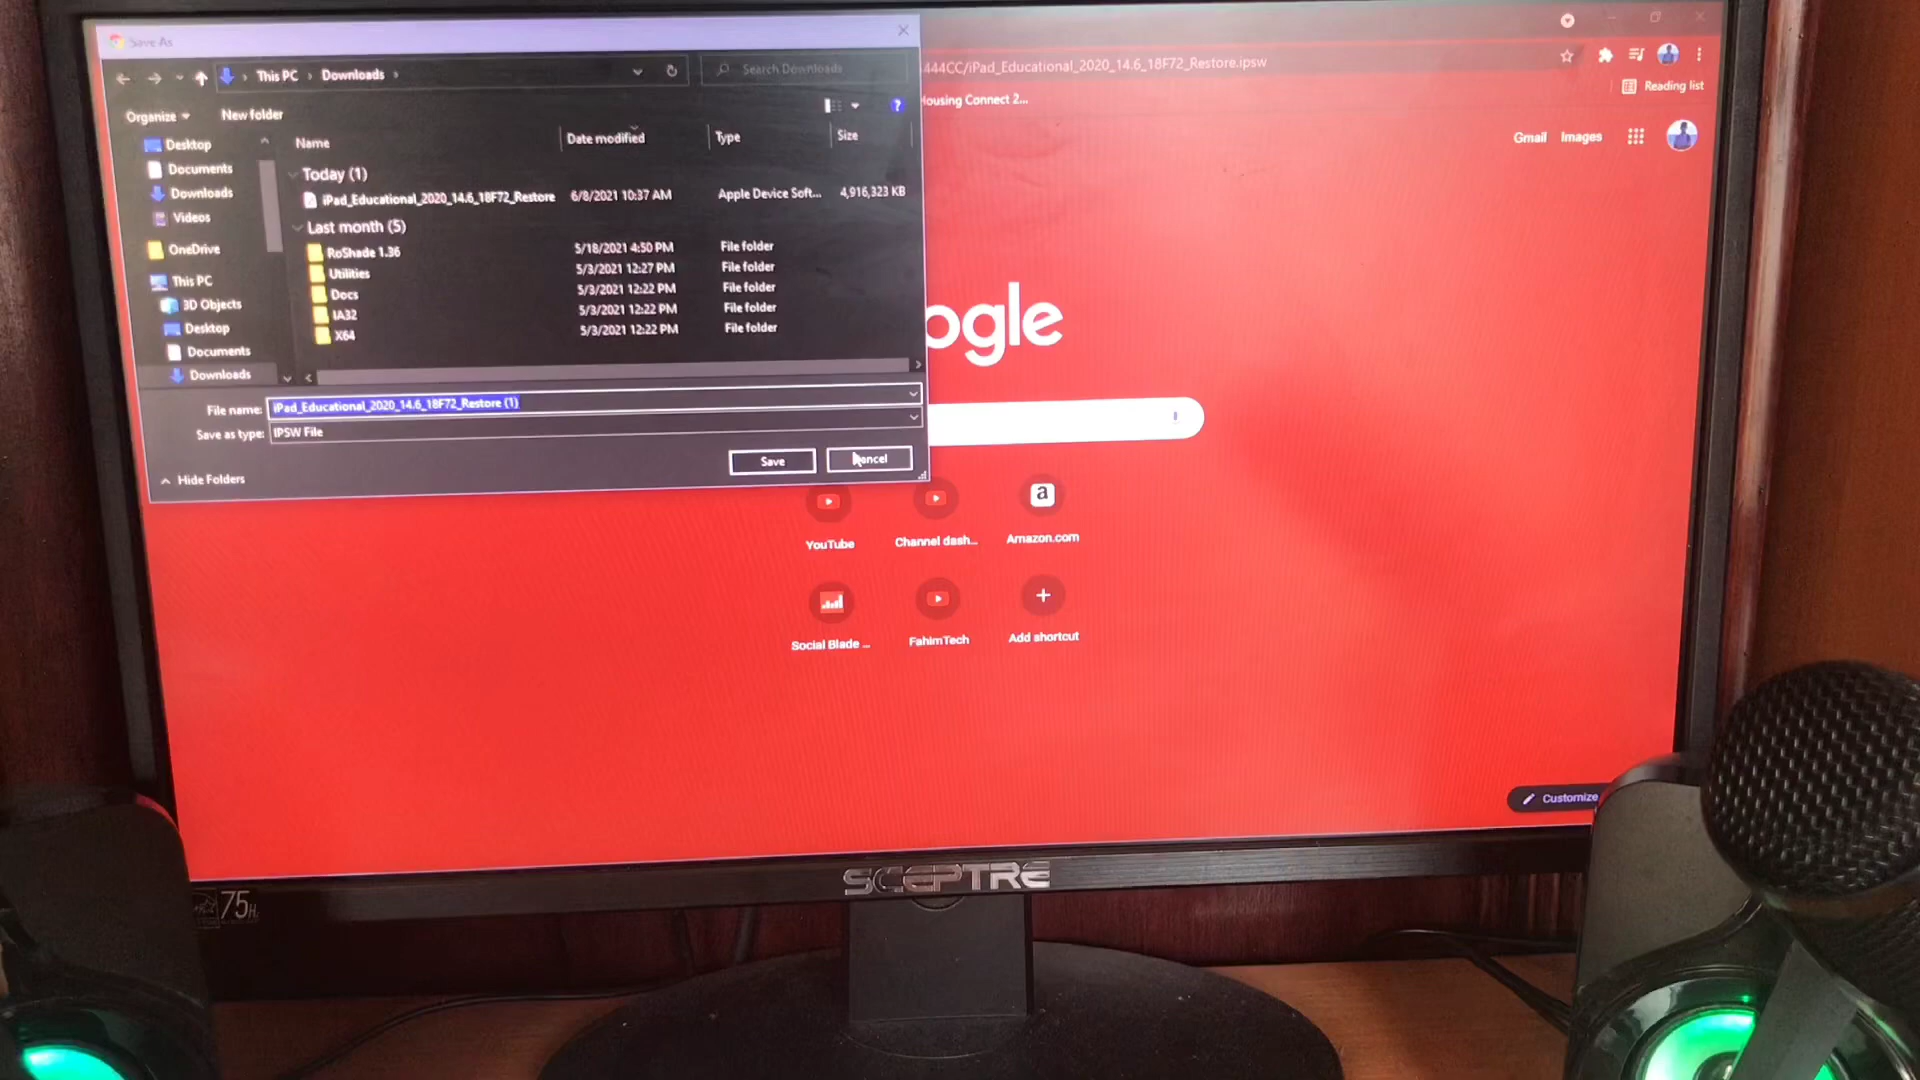 Save As
This PC > Downloads >
Search Downloads
444CC/iPad_Educational_2020_14.6_18F72_Restore.ipsw
Organize
New folder
?
Housing Connect 2...
Reading list
Name
Date modified
Type
Size
Desktop
Documents
Downloads
Videos
OneDrive
This PC
3D Objects
Desktop
Documents
Downloads
Today (1)
iPad_Educational_2020_14.6_18F72_Restore 6/8/2021 10:37 AM Apple Device Soft... 4,916,323 KB
Last month (5)
RoShade 1.36 5/18/2021 4:50 PM File folder
Utilities 5/3/2021 12:27 PM File folder
Docs 5/3/2021 12:22 PM File folder
IA32 5/3/2021 12:22 PM File folder
X64 5/3/2021 12:22 PM File folder
File name: iPad_Educational_2020_14.6_18F72_Restore (1)
Save as type: IPSW File
Save
Cancel
Hide Folders
Gmail
Images
ogle
YouTube
Channel dash...
a
Amazon.com
Social Blade ...
FahimTech
Add shortcut
Customize
SCEPTRE
75Hz